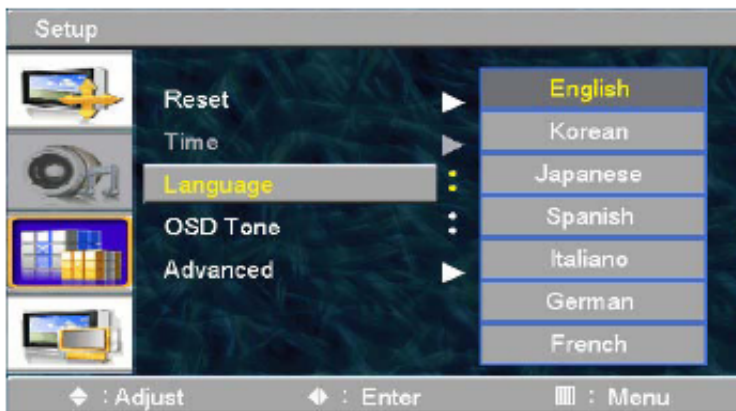 Setup
Reset
Time
Language :
OSD Tone :
Advanced
English
Korean
Japanese
Spanish
Italiano
German
French
: Adjust : Enter : Menu